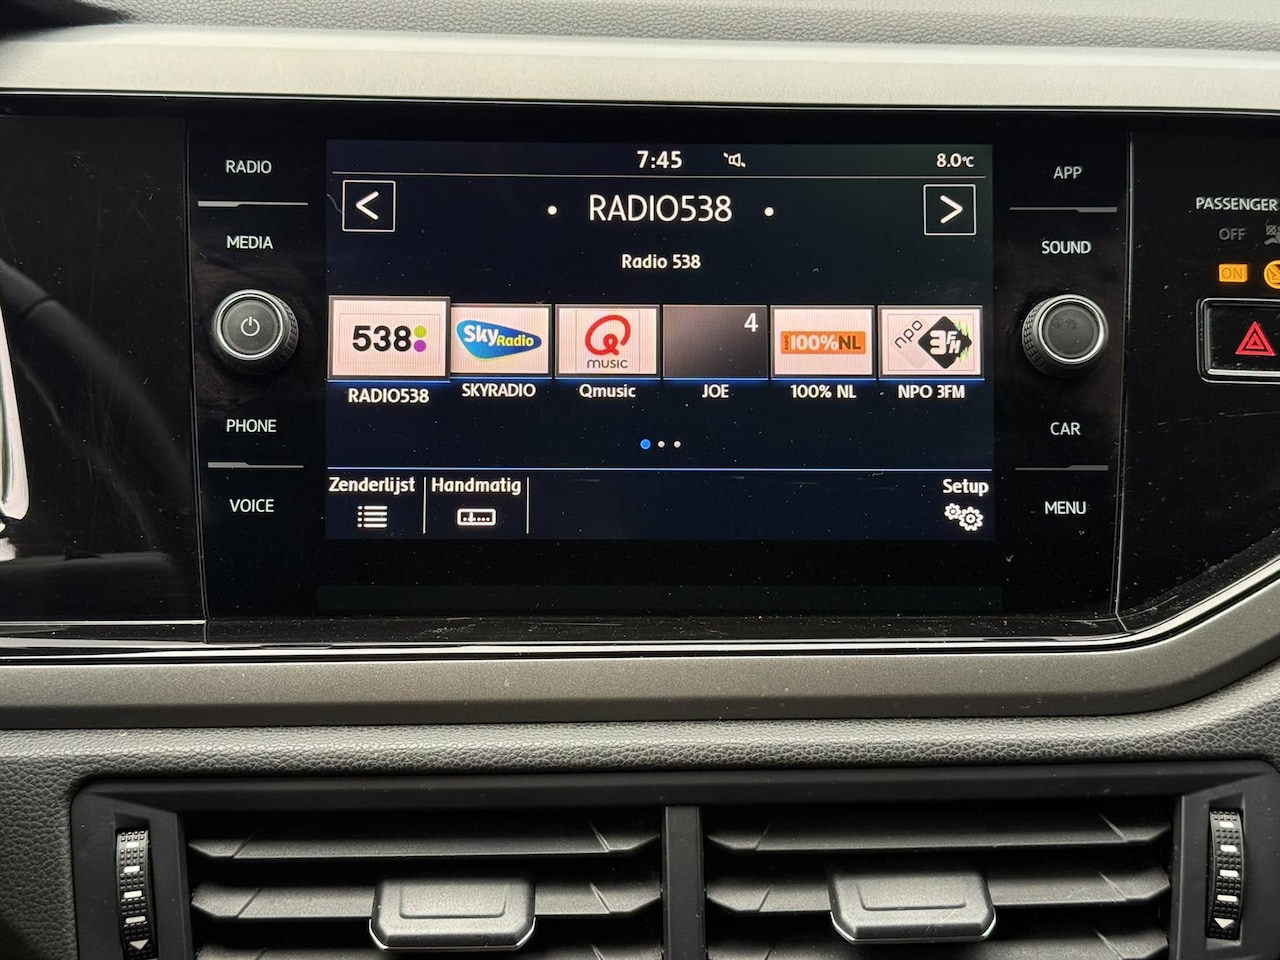 7:45
8.0°C
RADIO
MEDIA
PHONE
VOICE
< • RADIO538 • >
Radio 538
538
Sky Radio
Q
MUSIC
4
100%NL
npo
3FM
RADIO538
SKYRADIO
Qmusic
JOE
100% NL
NPO 3FM
Zenderlijst
Handmatig
Setup
APP
SOUND
CAR
MENU
PASSENGER
OFF
ON